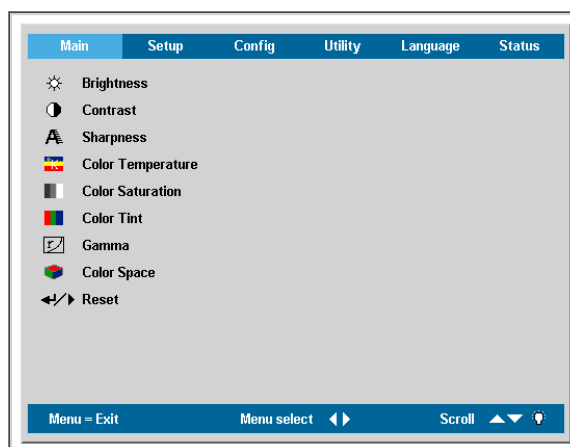 Main Setup Config Utility Language Status
Brightness
Contrast
Sharpness
Color Temperature
Color Saturation
Color Tint
Gamma
Color Space
Reset
Menu = Exit Menu select Scroll